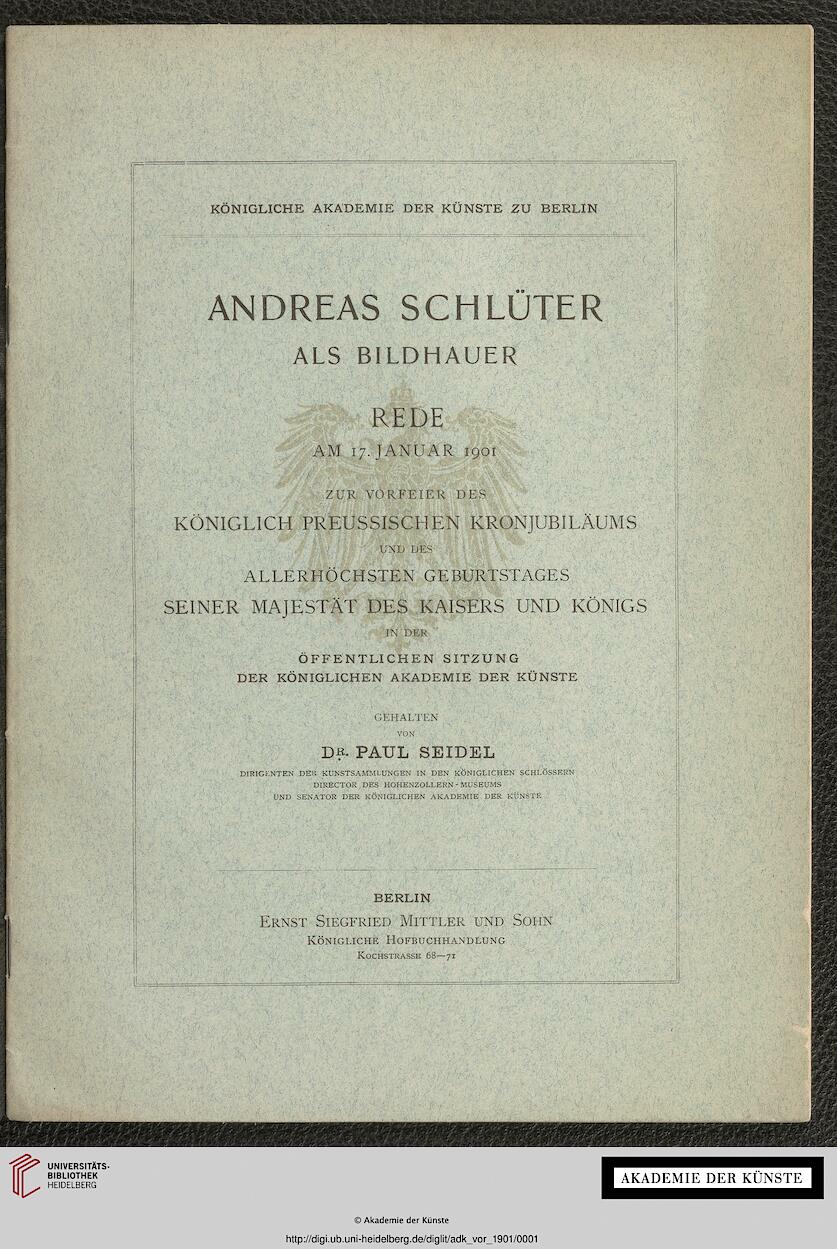 KÖNIGLICHE AKADEMIE DER KÜNSTE ZU BERLIN
ANDREAS SCHLÜTER
ALS BILDHAUER
REDE
AM 17. JANUAR 1901
ZUR VORFEIER DES
KÖNIGLICH PREUSSISCHEN KRONJUBILÄUMS
UND DES
ALLERHÖCHSTEN GEBURTSTAGES
SEINER MAJESTÄT DES KAISERS UND KÖNIGS
IN DER
ÖFFENTLICHEN SITZUNG
DER KÖNIGLICHEN AKADEMIE DER KÜNSTE
GEHALTEN
VON
DR. PAUL SEIDEL
DIRIGENTEN DER KUNSTSAMMLUNGEN IN DEN KÖNIGLICHEN SCHLÖSSERN
DIRECTOR DES HOHENZOLLERN-MUSEUMS
UND SENATOR DER KÖNIGLICHEN AKADEMIE DER KÜNSTE
BERLIN
ERNST SIEGFRIED MITTLER UND SOHN
KÖNIGLICHE HOFBUCHHANDLUNG
KOCHSTRASSE 68—71
UNIVERSITÄTS-
BIBLIOTHEK
HEIDELBERG
AKADEMIE DER KÜNSTE
© Akademie der Künste
http://digi.ub.uni-heidelberg.de/diglit/adk_vor_1901/0001